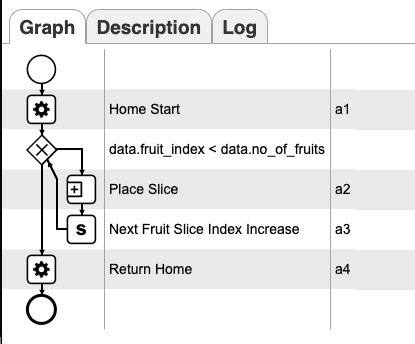 Graph Description Log
Home Start a1
data.fruit_index < data.no_of_fruits
Place Slice a2
S Next Fruit Slice Index Increase a3
Return Home a4